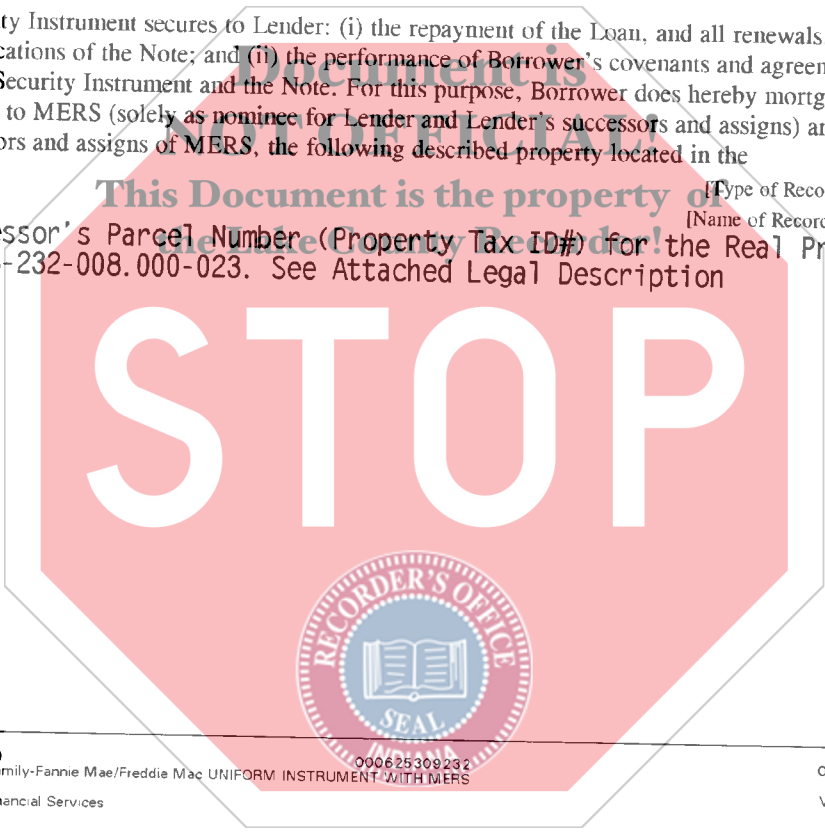 ty Instrument secures to Lender: (i) the repayment of the Loan, and all renewals
cations of the Note; and (ii) the performance of Borrower's covenants and agreem
Security Instrument and the Note. For this purpose, Borrower does hereby mortg
to MERS (solely as nominee for Lender and Lender's successors and assigns) an
ors and assigns of MERS, the following described property located in the
Document is
NOT OFFICIAL!
This Document is the property of
the Lake County Recorder!
[Type of Reco
[Name of Record
essor's Parcel Number (Property Tax ID#) for the Real Pr
-232-008.000-023. See Attached Legal Description
STOP
RECORDER'S OFFICE
SEAL
INDIANA
000625309232
mily-Fannie Mae/Freddie Mac UNIFORM INSTRUMENT WITH MERS
nancial Services